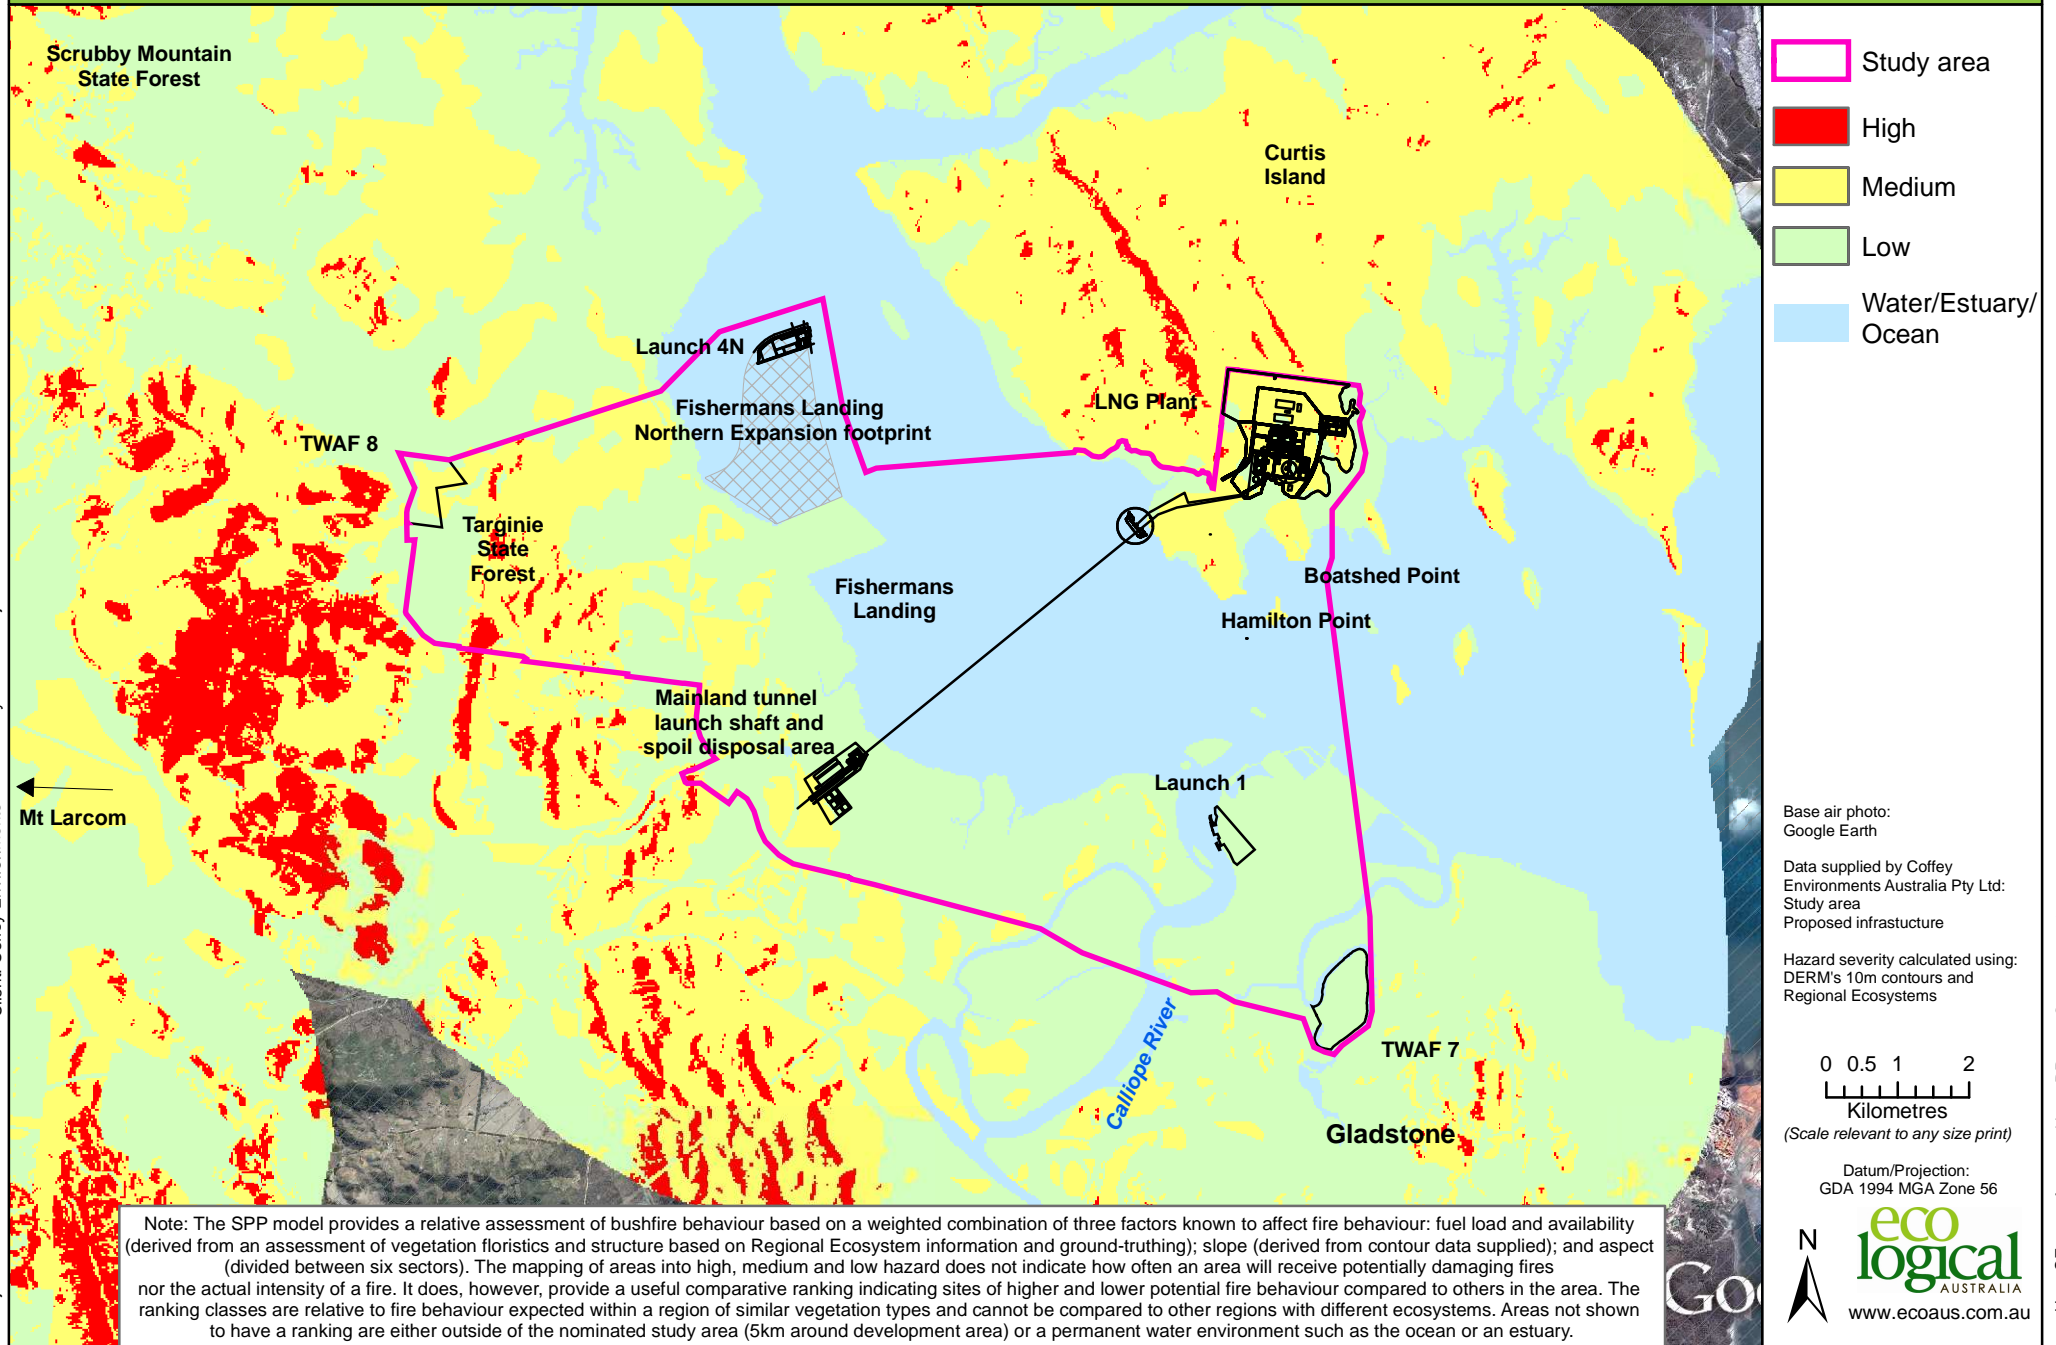 Scrubby Mountain
State Forest
Curtis
Island
Launch 4N
Fishermans Landing
Northern Expansion footprint
LNG Plant
TWAF 8
Targinie
State
Forest
Fishermans
Landing
Boatshed Point
Hamilton Point
Mainland tunnel
launch shaft and
spoil disposal area
Launch 1
Mt Larcom
Calliope River
TWAF 7
Gladstone
Study area
High
Medium
Low
Water/Estuary/
Ocean
Base air photo:
Google Earth
Data supplied by Coffey
Environments Australia Pty Ltd:
Study area
Proposed infrastucture
Hazard severity calculated using:
DERM's 10m contours and
Regional Ecosystems
0 0.5 1 2
Kilometres
(Scale relevant to any size print)
Datum/Projection:
GDA 1994 MGA Zone 56
N
eco
logical
AUSTRALIA
www.ecoaus.com.au
Note: The SPP model provides a relative assessment of bushfire behaviour based on a weighted combination of three factors known to affect fire behaviour: fuel load and availability
(derived from an assessment of vegetation floristics and structure based on Regional Ecosystem information and ground-truthing); slope (derived from contour data supplied); and aspect
(divided between six sectors). The mapping of areas into high, medium and low hazard does not indicate how often an area will receive potentially damaging fires
nor the actual intensity of a fire. It does, however, provide a useful comparative ranking indicating sites of higher and lower potential fire behaviour compared to others in the area. The
ranking classes are relative to fire behaviour expected within a region of similar vegetation types and cannot be compared to other regions with different ecosystems. Areas not shown
to have a ranking are either outside of the nominated study area (5km around development area) or a permanent water environment such as the ocean or an estuary.
Goo